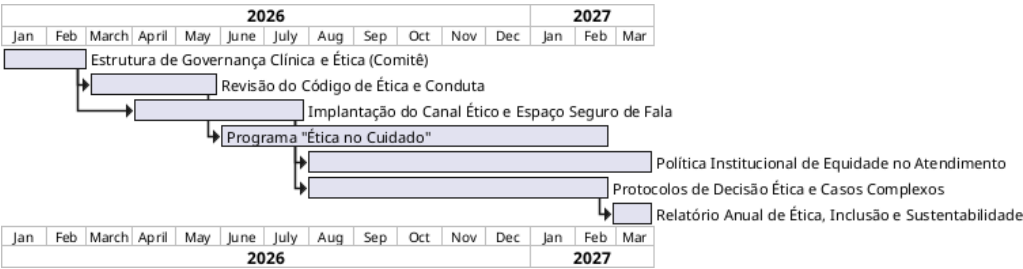 2026 2027
Jan Feb March April May June July Aug Sep Oct Nov Dec Jan Feb Mar
Estrutura de Governança Clínica e Ética (Comitê)
Revisão do Código de Ética e Conduta
Implantação do Canal Ético e Espaço Seguro de Fala
Programa "Ética no Cuidado"
Política Institucional de Equidade no Atendimento
Protocolos de Decisão Ética e Casos Complexos
Relatório Anual de Ética, Inclusão e Sustentabilidade
Jan Feb March April May June July Aug Sep Oct Nov Dec Jan Feb Mar
2026 2027